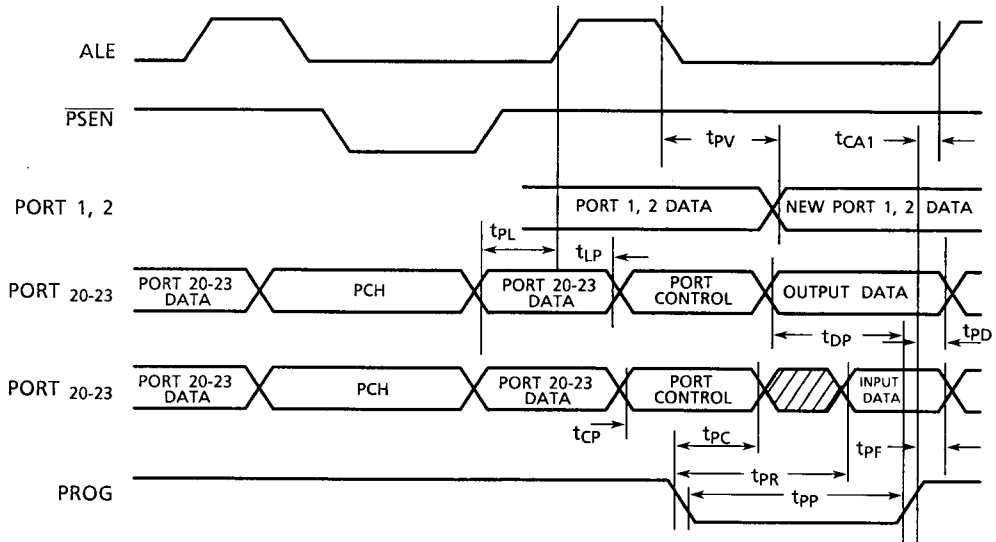 ALE
PSEN
tPV
tCA1
PORT 1, 2
PORT 1, 2 DATA
NEW PORT 1, 2 DATA
tPL
tLP
PORT 20-23
PORT 20-23 DATA
PCH
PORT 20-23 DATA
PORT CONTROL
OUTPUT DATA
tDP
tPD
PORT 20-23
PORT 20-23 DATA
PCH
PORT 20-23 DATA
PORT CONTROL
INPUT DATA
tCP
tPC
tPF
tPR
PROG
tPP